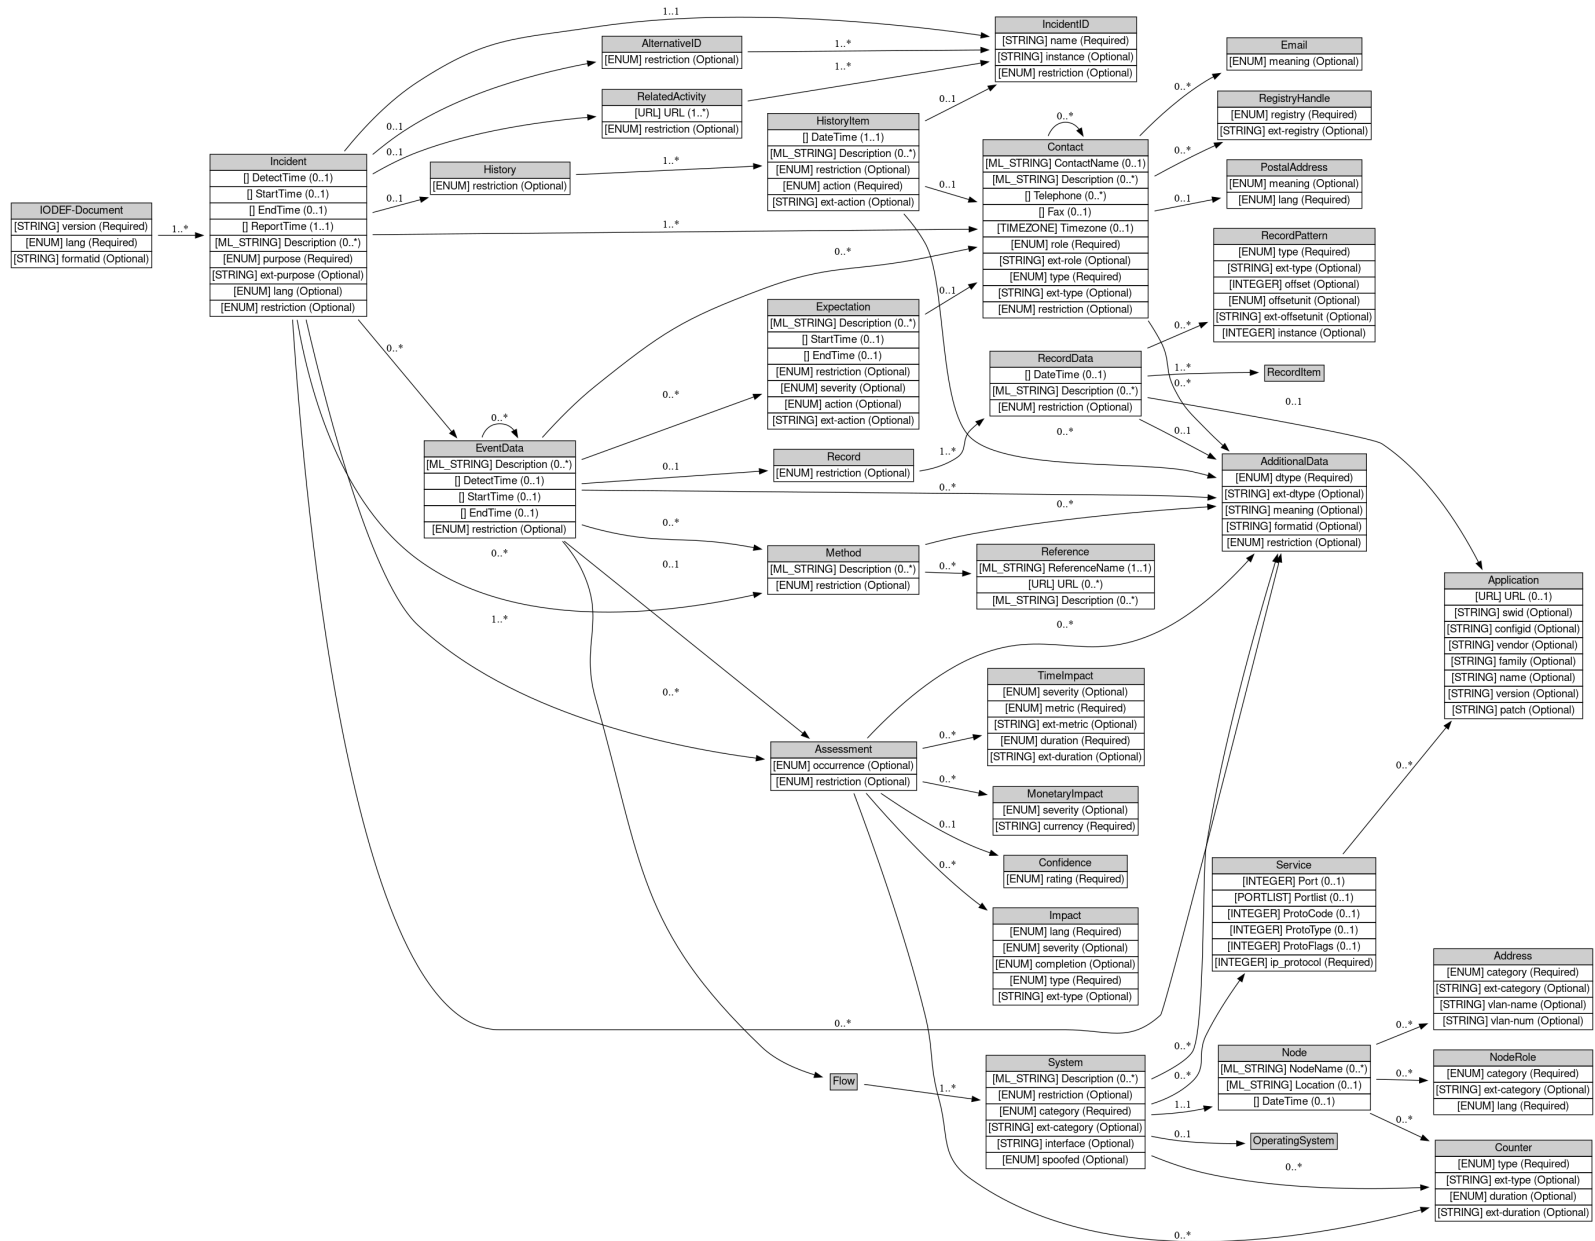 IODEF-Document
[STRING] version (Required)
[ENUM] lang (Required)
[STRING] formatid (Optional)
1..*
Incident
[] DetectTime (0..1)
[] StartTime (0..1)
[] EndTime (0..1)
[] ReportTime (1..1)
[ML_STRING] Description (0..*)
[ENUM] purpose (Required)
[STRING] ext-purpose (Optional)
[ENUM] lang (Optional)
[ENUM] restriction (Optional)
1..1
0..1
0..1
0..1
1..*
0..*
0..*
1..*
0..*
AlternativeID
[ENUM] restriction (Optional)
1..*
RelatedActivity
[URL] URL (1..*)
[ENUM] restriction (Optional)
1..*
History
[ENUM] restriction (Optional)
1..*
HistoryItem
[] DateTime (1..1)
[ML_STRING] Description (0..*)
[ENUM] restriction (Optional)
[ENUM] action (Required)
[STRING] ext-action (Optional)
0..1
0..1
0..*
IncidentID
[STRING] name (Required)
[STRING] instance (Optional)
[ENUM] restriction (Optional)
0..*
Contact
[ML_STRING] ContactName (0..1)
[ML_STRING] Description (0..*)
[] Telephone (0..*)
[] Fax (0..1)
[TIMEZONE] Timezone (0..1)
[ENUM] role (Required)
[STRING] ext-role (Optional)
[ENUM] type (Required)
[STRING] ext-type (Optional)
[ENUM] restriction (Optional)
0..*
0..*
0..1
0..*
Email
[ENUM] meaning (Optional)
RegistryHandle
[ENUM] registry (Required)
[STRING] ext-registry (Optional)
PostalAddress
[ENUM] meaning (Optional)
[ENUM] lang (Required)
RecordPattern
[ENUM] type (Required)
[STRING] ext-type (Optional)
[INTEGER] offset (Optional)
[ENUM] offsetunit (Optional)
[STRING] ext-offsetunit (Optional)
[INTEGER] instance (Optional)
0..*
EventData
[ML_STRING] Description (0..*)
[] DetectTime (0..1)
[] StartTime (0..1)
[] EndTime (0..1)
[ENUM] restriction (Optional)
0..*
0..*
0..1
0..*
0..*
0..1
0..*
Expectation
[ML_STRING] Description (0..*)
[] StartTime (0..1)
[] EndTime (0..1)
[ENUM] restriction (Optional)
[ENUM] severity (Optional)
[ENUM] action (Optional)
[STRING] ext-action (Optional)
0..1
Record
[ENUM] restriction (Optional)
1..*
RecordData
[] DateTime (0..1)
[ML_STRING] Description (0..*)
[ENUM] restriction (Optional)
0..*
1..*
0..1
0..1
RecordItem
AdditionalData
[ENUM] dtype (Required)
[STRING] ext-dtype (Optional)
[STRING] meaning (Optional)
[STRING] formatid (Optional)
[ENUM] restriction (Optional)
Method
[ML_STRING] Description (0..*)
[ENUM] restriction (Optional)
0..*
0..*
Reference
[ML_STRING] ReferenceName (1..1)
[URL] URL (0..*)
[ML_STRING] Description (0..*)
Application
[URL] URL (0..1)
[STRING] swid (Optional)
[STRING] configid (Optional)
[STRING] vendor (Optional)
[STRING] family (Optional)
[STRING] name (Optional)
[STRING] version (Optional)
[STRING] patch (Optional)
Assessment
[ENUM] occurrence (Optional)
[ENUM] restriction (Optional)
0..*
0..*
0..*
0..1
0..*
0..*
TimeImpact
[ENUM] severity (Optional)
[ENUM] metric (Required)
[STRING] ext-metric (Optional)
[ENUM] duration (Required)
[STRING] ext-duration (Optional)
MonetaryImpact
[ENUM] severity (Optional)
[STRING] currency (Required)
Confidence
[ENUM] rating (Required)
Impact
[ENUM] lang (Required)
[ENUM] severity (Optional)
[ENUM] completion (Optional)
[ENUM] type (Required)
[STRING] ext-type (Optional)
Flow
1..*
System
[ML_STRING] Description (0..*)
[ENUM] restriction (Optional)
[ENUM] category (Required)
[STRING] ext-category (Optional)
[STRING] interface (Optional)
[ENUM] spoofed (Optional)
0..*
0..*
1..1
0..1
0..*
Service
[INTEGER] Port (0..1)
[PORTLIST] Portlist (0..1)
[INTEGER] ProtoCode (0..1)
[INTEGER] ProtoType (0..1)
[INTEGER] ProtoFlags (0..1)
[INTEGER] ip_protocol (Required)
0..*
Node
[ML_STRING] NodeName (0..*)
[ML_STRING] Location (0..1)
[] DateTime (0..1)
0..*
0..*
0..*
OperatingSystem
Address
[ENUM] category (Required)
[STRING] ext-category (Optional)
[STRING] vlan-name (Optional)
[STRING] vlan-num (Optional)
NodeRole
[ENUM] category (Required)
[STRING] ext-category (Optional)
[ENUM] lang (Required)
Counter
[ENUM] type (Required)
[STRING] ext-type (Optional)
[ENUM] duration (Optional)
[STRING] ext-duration (Optional)